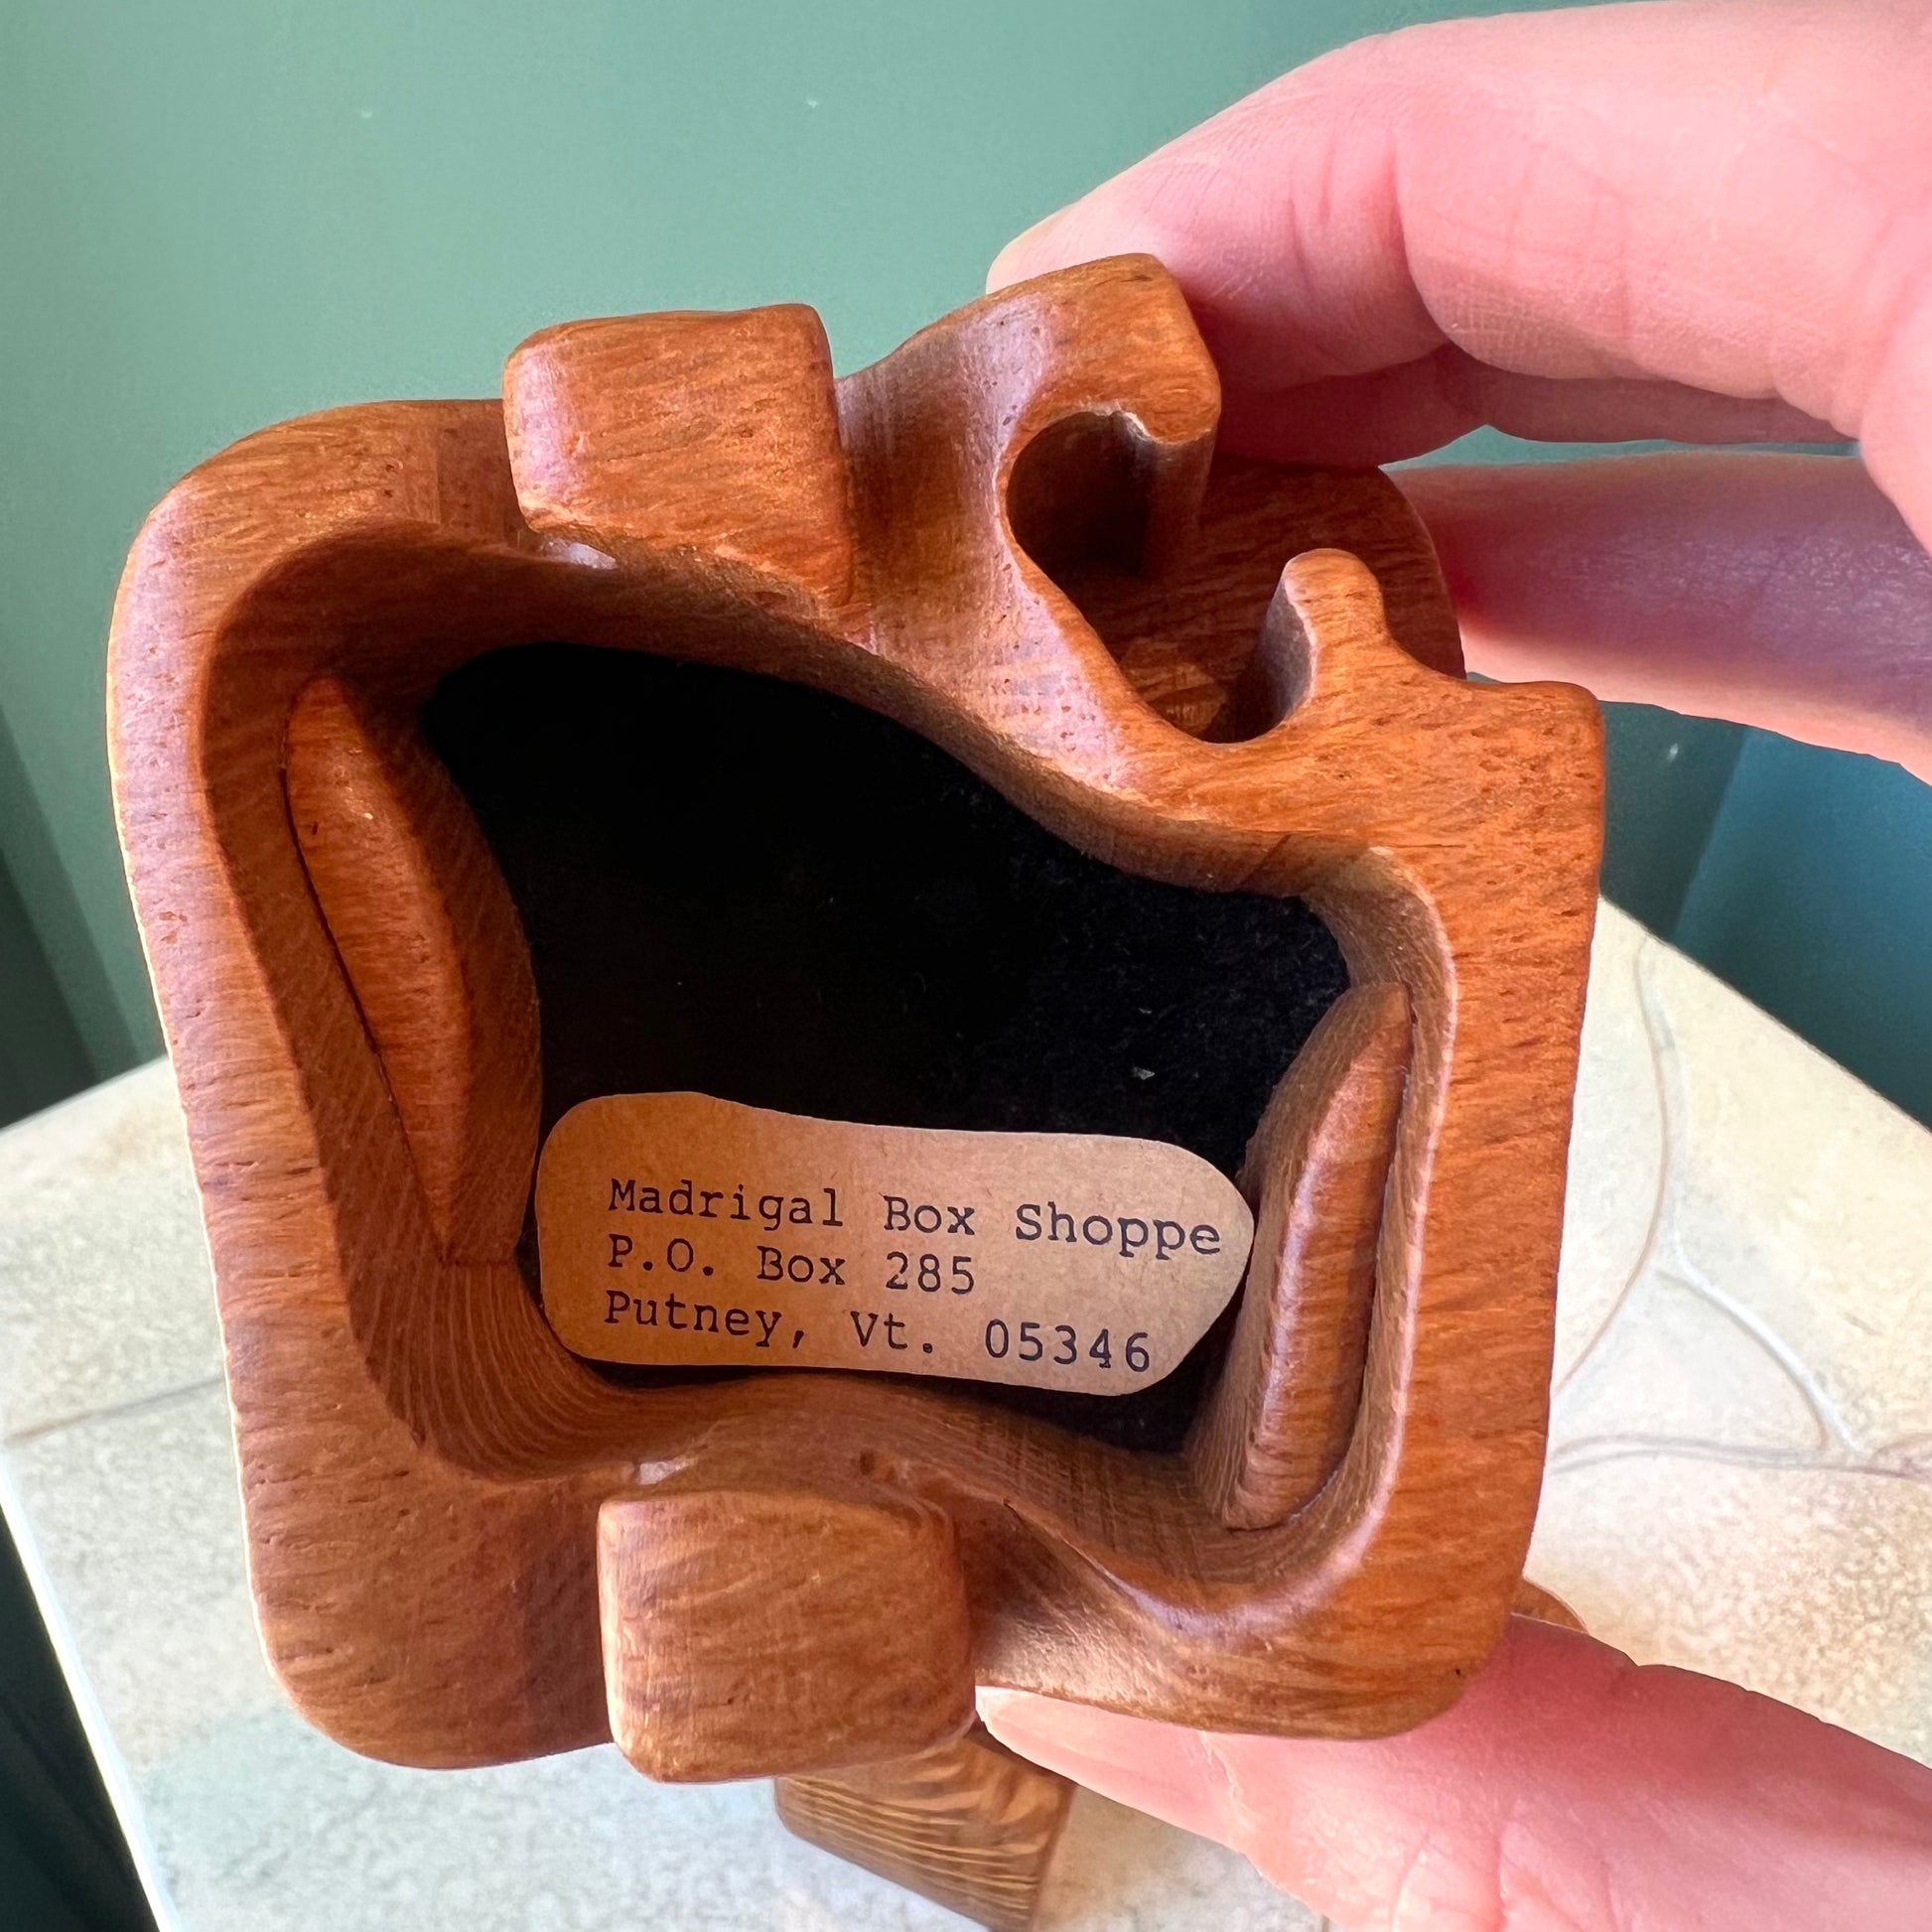 Madrigal Box Shoppe
P.O. Box 285
Putney, Vt. 05346